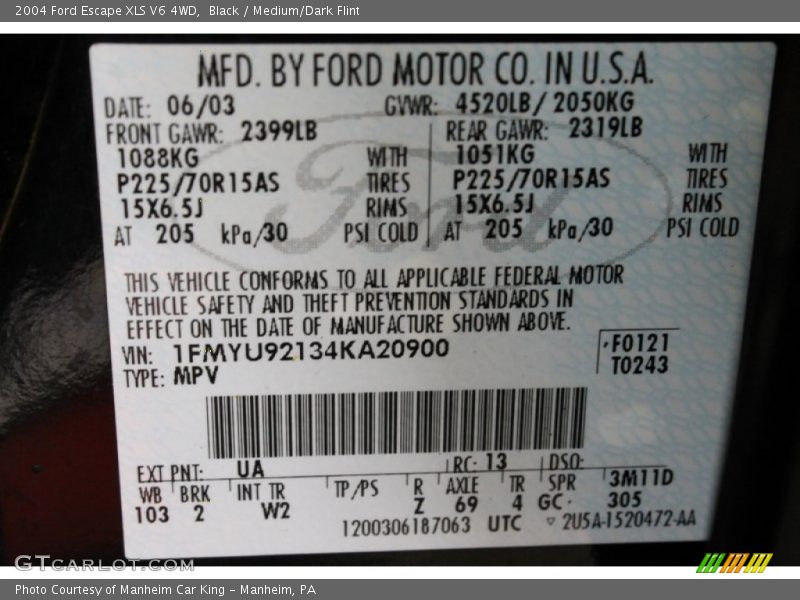 2004 Ford Escape XLS V6 4WD,  Black / Medium/Dark Flint
MFD. BY FORD MOTOR CO. IN U.S.A.
DATE: 06/03 GVWR: 4520LB/ 2050KG
FRONT GAWR: 2399LB REAR GAWR: 2319LB
1088KG WITH 1051KG WITH
P225/70R15AS TIRES P225/70R15AS TIRES
15X6.5J RIMS 15X6.5J RIMS
AT 205 kPa/30 PSI COLD AT 205 kPa/30 PSI COLD
Ford
THIS VEHICLE CONFORMS TO ALL APPLICABLE FEDERAL MOTOR
VEHICLE SAFETY AND THEFT PREVENTION STANDARDS IN
EFFECT ON THE DATE OF MANUFACTURE SHOWN ABOVE.
VIN: 1FMYU92134KA20900
TYPE: MPV
F0121
T0243
EXT PNT: UA RC: 13 DSO:
WB BRK INT TR TP/PS R AXLE TR SPR 3M11D
103 2 W2 Z 69 4 GC 305
1200306187063 UTC ▽ 2U5A-1520472-AA
GTCarLot.com
Photo Courtesy of Manheim Car King - Manheim, PA